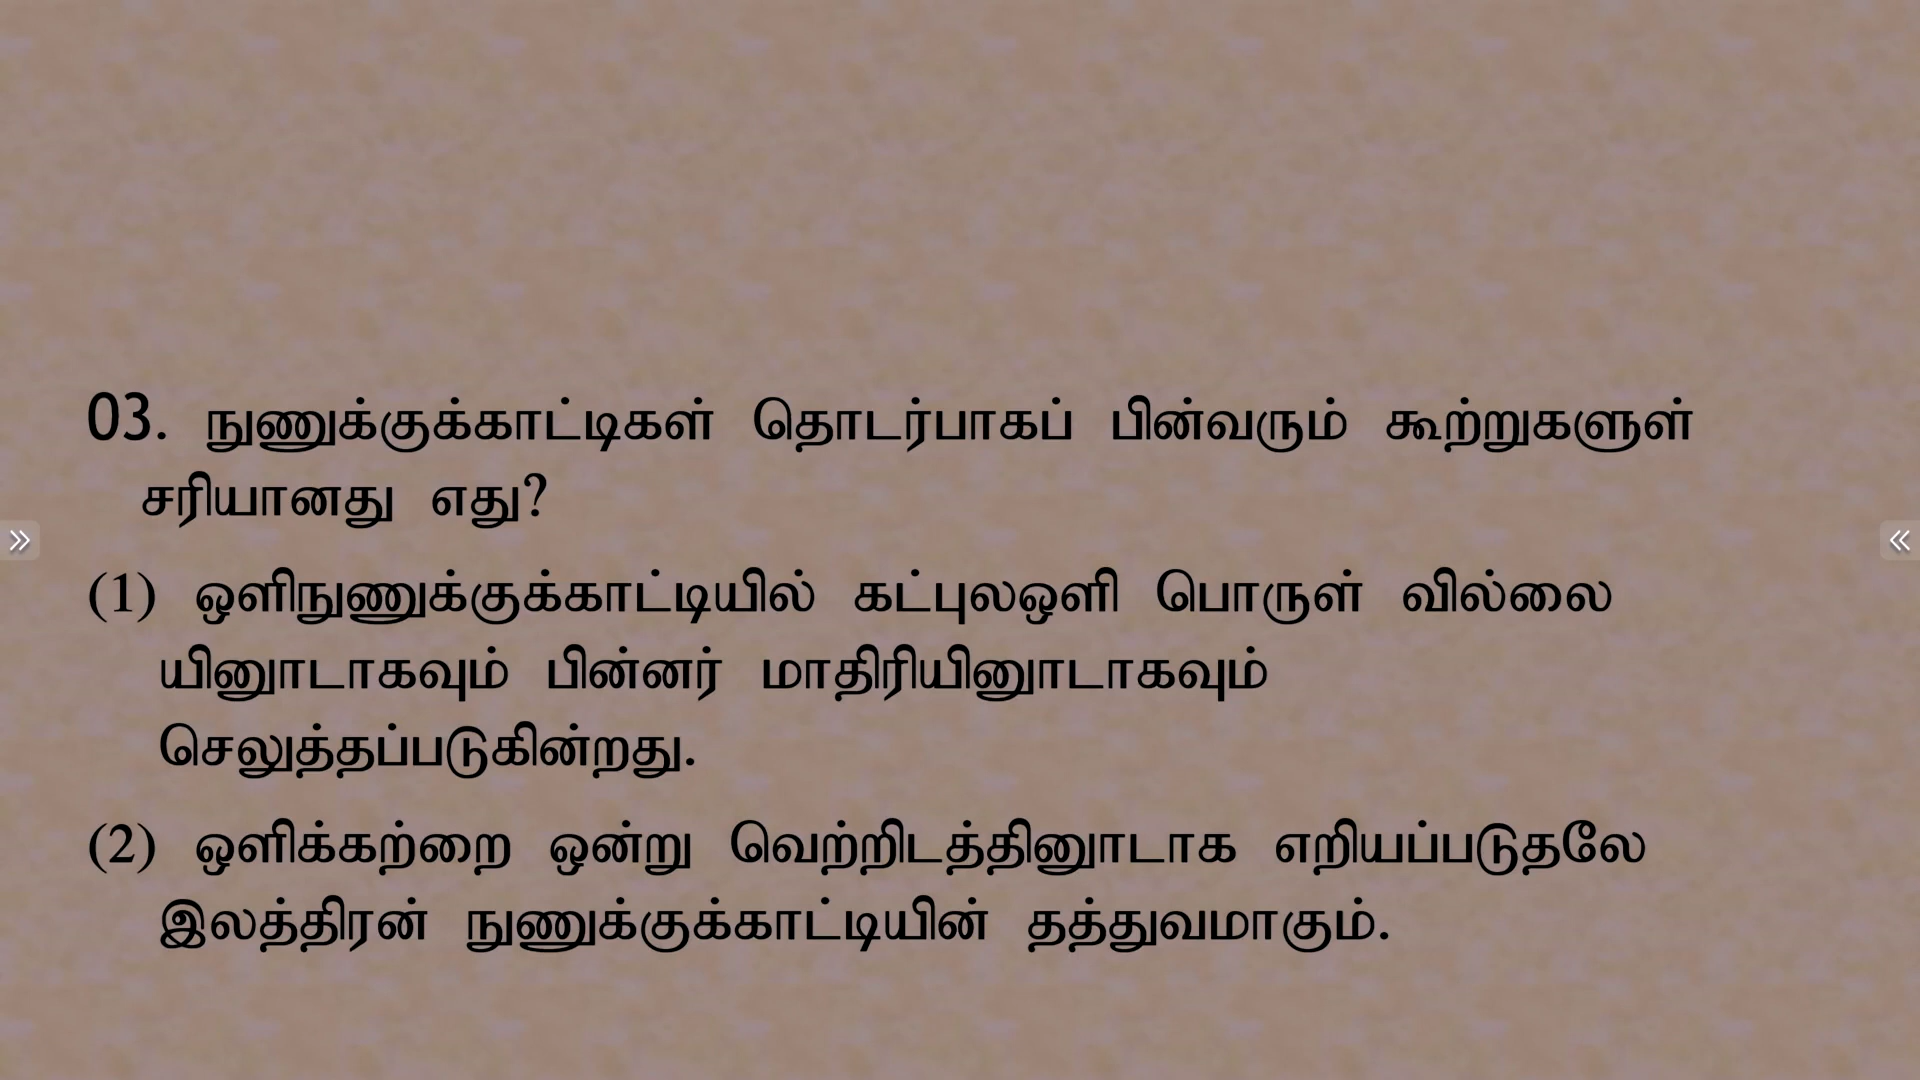 03. நுணுக்குக்காட்டிகள் தொடர்பாகப் பின்வரும் கூற்றுகளுள்
சரியானது எது?
(1) ஒளிநுணுக்குக்காட்டியில் கட்புலஒளி பொருள் வில்லை
யினூடாகவும் பின்னர் மாதிரியினூடாகவும்
செலுத்தப்படுகின்றது.
(2) ஒளிக்கற்றை ஒன்று வெற்றிடத்தினூடாக எறியப்படுதலே
இலத்திரன் நுணுக்குக்காட்டியின் தத்துவமாகும்.